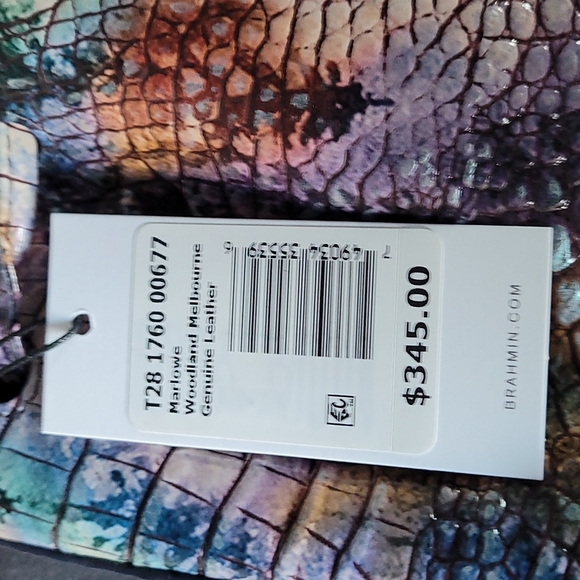 T28 1760 00677
Marlowe
Woodland Melbourne
Genuine Leather
$345.00
BRAHMIN.COM